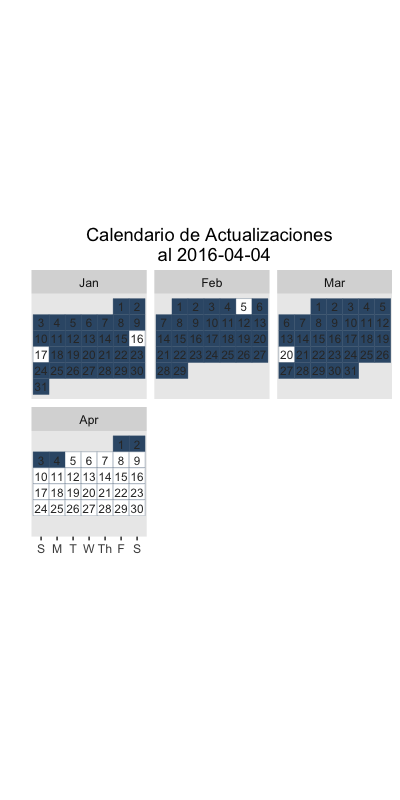 Calendario de Actualizaciones
al 2016-04-04
Jan Feb Mar
1 2 1 2 3 4 5 6 1 2 3 4 5
3 4 5 6 7 8 9 7 8 9 10 11 12 13 6 7 8 9 10 11 12
10 11 12 13 14 15 16 14 15 16 17 18 19 20 13 14 15 16 17 18 19
17 18 19 20 21 22 23 21 22 23 24 25 26 27 20 21 22 23 24 25 26
24 25 26 27 28 29 30 28 29 27 28 29 30 31
31
Apr
1 2
3 4 5 6 7 8 9
10 11 12 13 14 15 16
17 18 19 20 21 22 23
24 25 26 27 28 29 30
S M T W Th F S